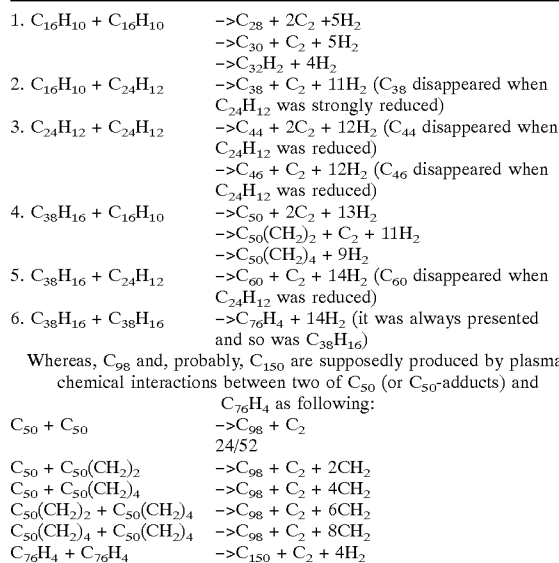 1. C₁₆H₁₀ + C₁₆H₁₀ –>C₂₈ + 2C₂ +5H₂
–>C₃₀ + C₂ + 5H₂
–>C₃₂H₂ + 4H₂
2. C₁₆H₁₀ + C₂₄H₁₂ –>C₃₈ + C₂ + 11H₂ (C₃₈ disappeared when
C₂₄H₁₂ was strongly reduced)
3. C₂₄H₁₂ + C₂₄H₁₂ –>C₄₄ + 2C₂ + 12H₂ (C₄₄ disappeared when
C₂₄H₁₂ was reduced)
–>C₄₆ + C₂ + 12H₂ (C₄₆ disappeared when
C₂₄H₁₂ was reduced)
4. C₃₈H₁₆ + C₁₆H₁₀ –>C₅₀ + 2C₂ + 13H₂
–>C₅₀(CH₂)₂ + C₂ + 11H₂
–>C₅₀(CH₂)₄ + 9H₂
5. C₃₈H₁₆ + C₂₄H₁₂ –>C₆₀ + C₂ + 14H₂ (C₆₀ disappeared when
C₂₄H₁₂ was reduced)
6. C₃₈H₁₆ + C₃₈H₁₆ –>C₇₆H₄ + 14H₂ (it was always presented
and so was C₃₈H₁₆)
Whereas, C₉₈ and, probably, C₁₅₀ are supposedly produced by plasma
chemical interactions between two of C₅₀ (or C₅₀-adducts) and
C₇₆H₄ as following:
C₅₀ + C₅₀ –>C₉₈ + C₂
24/52
C₅₀ + C₅₀(CH₂)₂ –>C₉₈ + C₂ + 2CH₂
C₅₀ + C₅₀(CH₂)₄ –>C₉₈ + C₂ + 4CH₂
C₅₀(CH₂)₂ + C₅₀(CH₂)₄ –>C₉₈ + C₂ + 6CH₂
C₅₀(CH₂)₄ + C₅₀(CH₂)₄ –>C₉₈ + C₂ + 8CH₂
C₇₆H₄ + C₇₆H₄ –>C₁₅₀ + C₂ + 4H₂